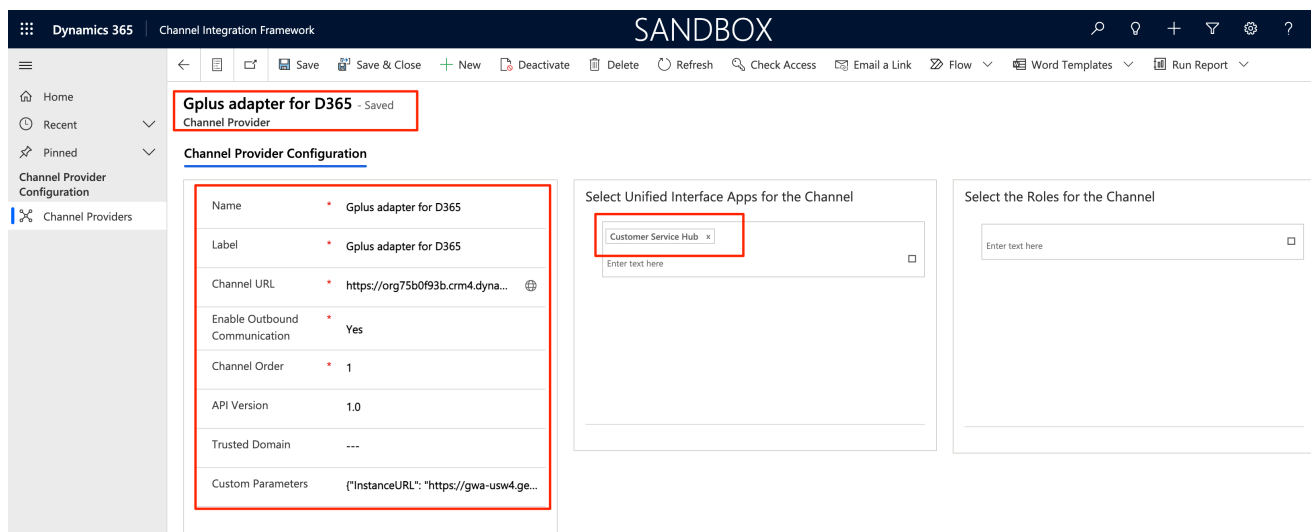 Dynamics 365 Channel Integration Framework SANDBOX
Save Save & Close New Deactivate Delete Refresh Check Access Email a Link Flow Word Templates Run Report
Home
Recent
Pinned
Channel Provider
Configuration
Channel Providers
Gplus adapter for D365 - Saved
Channel Provider
Channel Provider Configuration
Name * Gplus adapter for D365
Label * Gplus adapter for D365
Channel URL * https://org75b0f93b.crm4.dyna...
Enable Outbound
Communication * Yes
Channel Order * 1
API Version 1.0
Trusted Domain ---
Custom Parameters {"InstanceURL": "https://gwa-usw4.ge...
Select Unified Interface Apps for the Channel
Customer Service Hub x
Enter text here
Select the Roles for the Channel
Enter text here